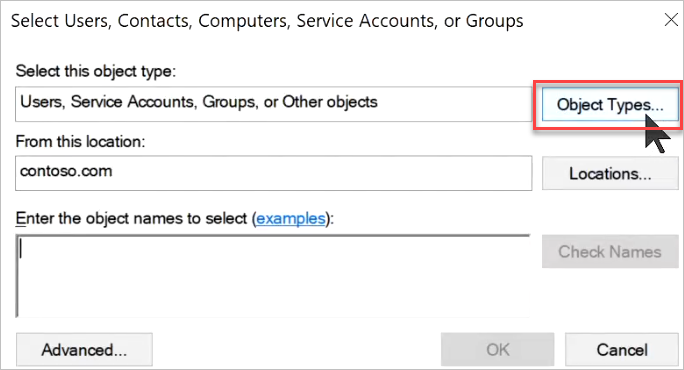 Select Users, Contacts, Computers, Service Accounts, or Groups
Select this object type:
Users, Service Accounts, Groups, or Other objects
Object Types...
From this location:
contoso.com
Locations...
Enter the object names to select (examples):
Check Names
Advanced...
OK
Cancel